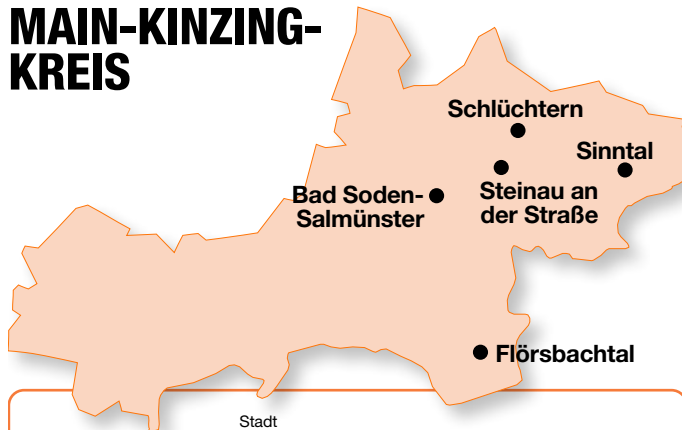 MAIN-KINZING-
KREIS
Schlüchtern
Sinntal
Bad Soden-
Salmünster
Steinau an
der Straße
Flörsbachtal
Stadt